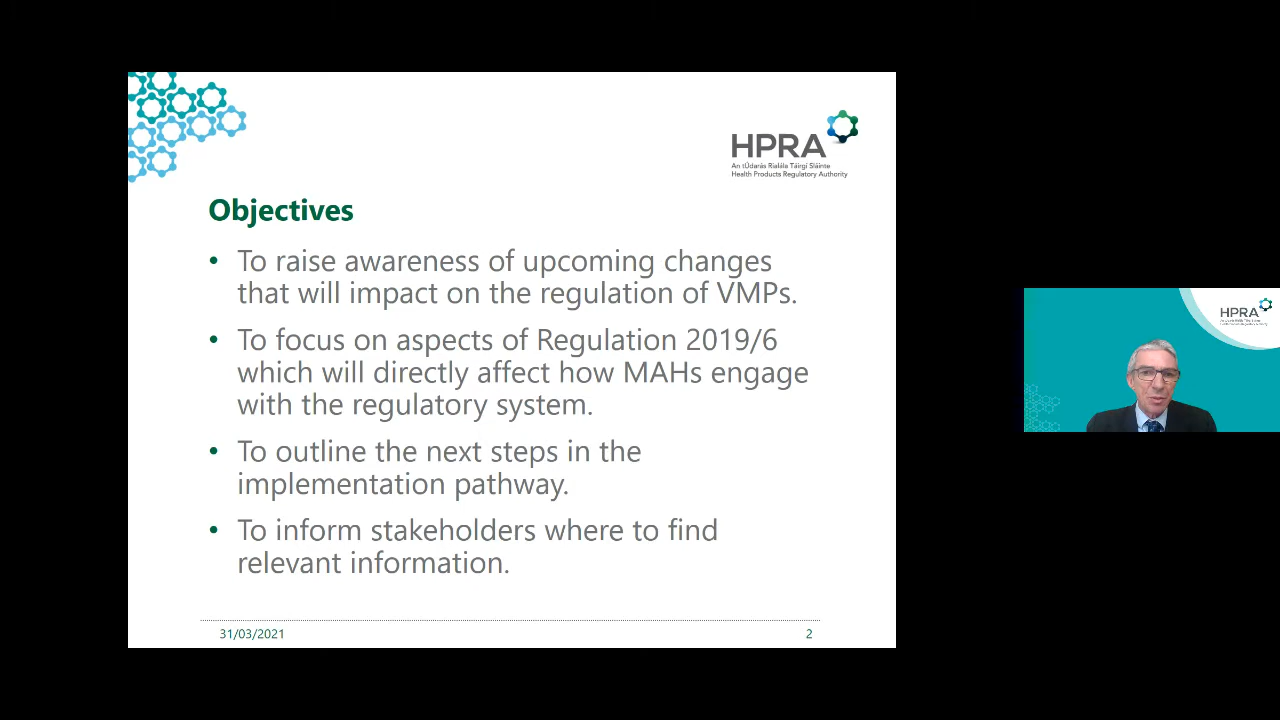 HPRA
An tÚdarás Rialála Táirgí Sláinte
Health Products Regulatory Authority
Objectives
• To raise awareness of upcoming changes
that will impact on the regulation of VMPs.
• To focus on aspects of Regulation 2019/6
which will directly affect how MAHs engage
with the regulatory system.
• To outline the next steps in the
implementation pathway.
• To inform stakeholders where to find
relevant information.
31/03/2021
2
HPRA